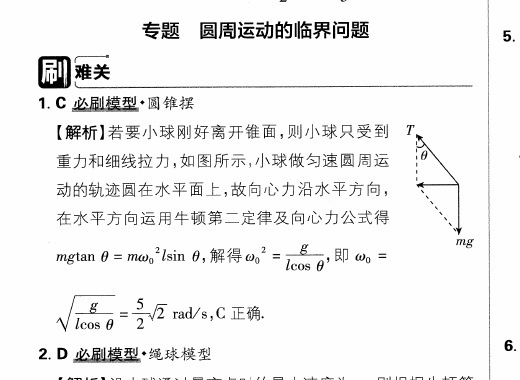 专题 圆周运动的临界问题
5.
刷难关
1. C 必刷模型·圆锥摆
【解析】若要小球刚好离开锥面,则小球只受到
重力和细线拉力,如图所示,小球做匀速圆周运
动的轨迹圆在水平面上,故向心力沿水平方向,
在水平方向运用牛顿第二定律及向心力公式得
T
θ
mg
mgtan θ = mω₀²lsin θ,解得 ω₀² = g/(lcos θ),即 ω₀ =
√(g/(lcos θ)) = 5/2 √2 rad/s,C 正确.
2. D 必刷模型·绳球模型
6.